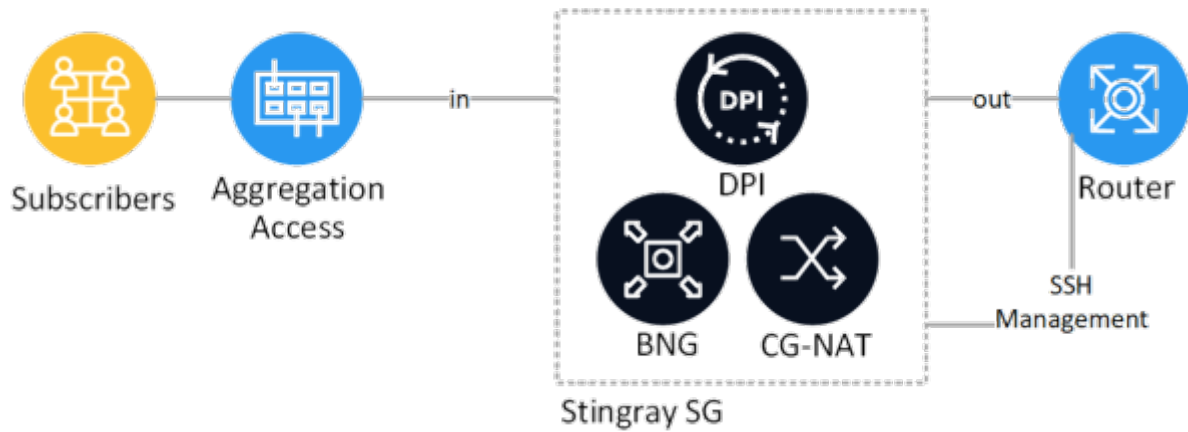 Subscribers
Aggregation
Access
in
DPI
DPI
BNG
CG-NAT
Stingray SG
out
Router
SSH
Management